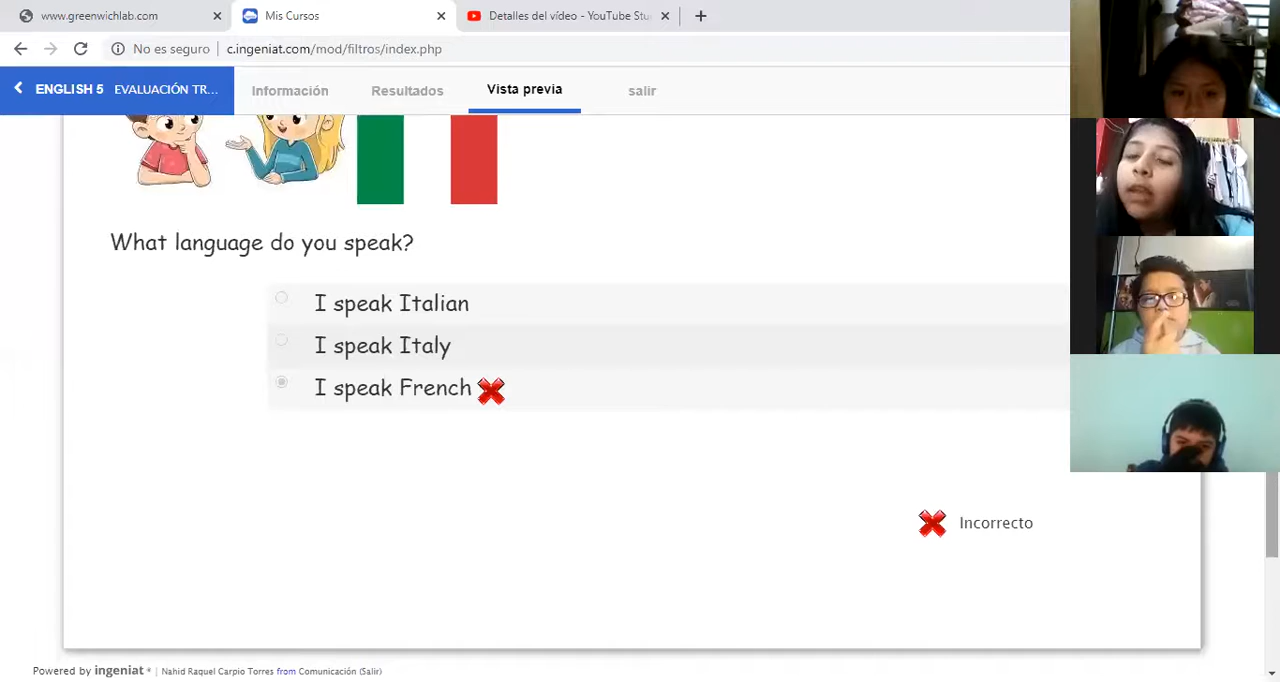 www.greenwichlab.com
Mis Cursos
Detalles del vídeo - YouTube Stu
No es seguro
c.ingeniat.com/mod/filtros/index.php
ENGLISH 5 EVALUACIÓN TR...
Información
Resultados
Vista previa
salir
What language do you speak?
I speak Italian
I speak Italy
I speak French
Incorrecto
Powered by ingeniat ® | Nahid Raquel Carpio Torres from Comunicación (Salir)